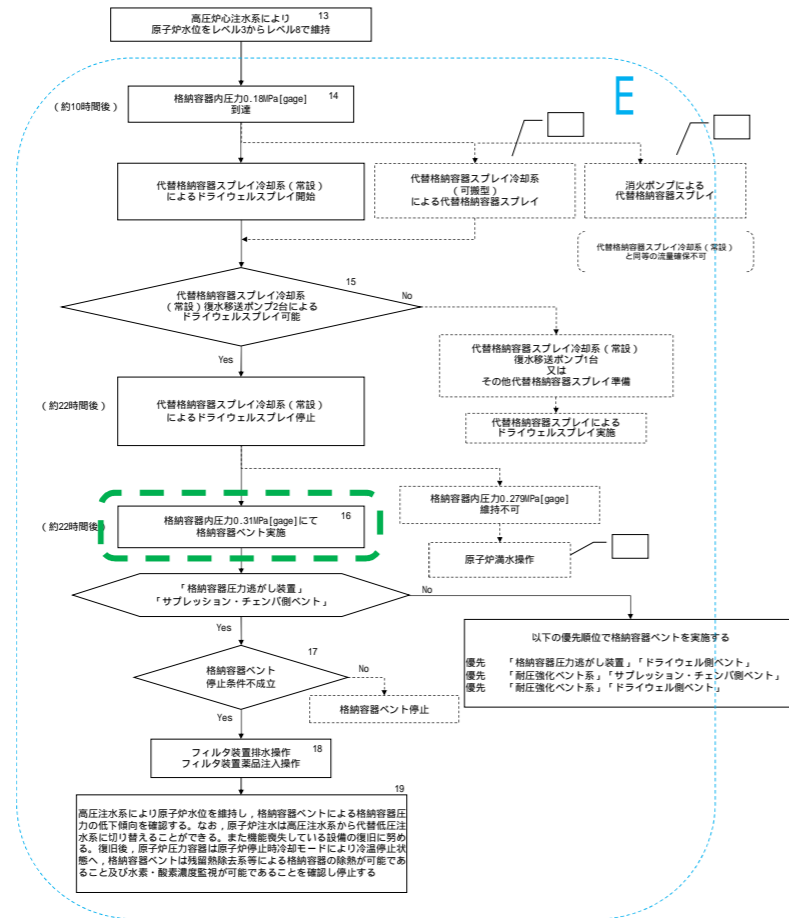 高圧炉心注水系により
原子炉水位をレベル3からレベル8で維持
13
E
(約10時間後)
格納容器内圧力0.18MPa[gage]
到達
14
代替格納容器スプレイ冷却系(常設)
によるドライウェルスプレイ開始
代替格納容器スプレイ冷却系
(可搬型)
による代替格納容器スプレイ
消火ポンプによる
代替格納容器スプレイ
代替格納容器スプレイ冷却系(常設)
と同等の流量確保不可
15
代替格納容器スプレイ冷却系
(常設)復水移送ポンプ2台による
ドライウェルスプレイ可能
No
Yes
代替格納容器スプレイ冷却系(常設)
復水移送ポンプ1台
又は
その他代替格納容器スプレイ準備
(約22時間後)
代替格納容器スプレイ冷却系(常設)
によるドライウェルスプレイ停止
代替格納容器スプレイによる
ドライウェルスプレイ実施
格納容器内圧力0.279MPa[gage]
維持不可
(約22時間後)
格納容器内圧力0.31MPa[gage]にて
格納容器ベント実施
16
原子炉満水操作
「格納容器圧力逃がし装置」
「サプレッション・チェンバ側ベント」
No
Yes
以下の優先順位で格納容器ベントを実施する
優先 「格納容器圧力逃がし装置」「ドライウェル側ベント」
優先 「耐圧強化ベント系」「サプレッション・チェンバ側ベント」
優先 「耐圧強化ベント系」「ドライウェル側ベント」
17
格納容器ベント
停止条件不成立
No
Yes
格納容器ベント停止
フィルタ装置排水操作
フィルタ装置薬品注入操作
18
19
高圧注水系により原子炉水位を維持し,格納容器ベントによる格納容器圧
力の低下傾向を確認する。なお,原子炉注水は高圧注水系から代替低圧注
水系に切り替えることができる。また機能喪失している設備の復旧に努め
る。復旧後,原子炉圧力容器は原子炉停止時冷却モードにより冷温停止状
態へ,格納容器ベントは残留熱除去系等による格納容器の除熱が可能であ
ること及び水素・酸素濃度監視が可能であることを確認し停止する